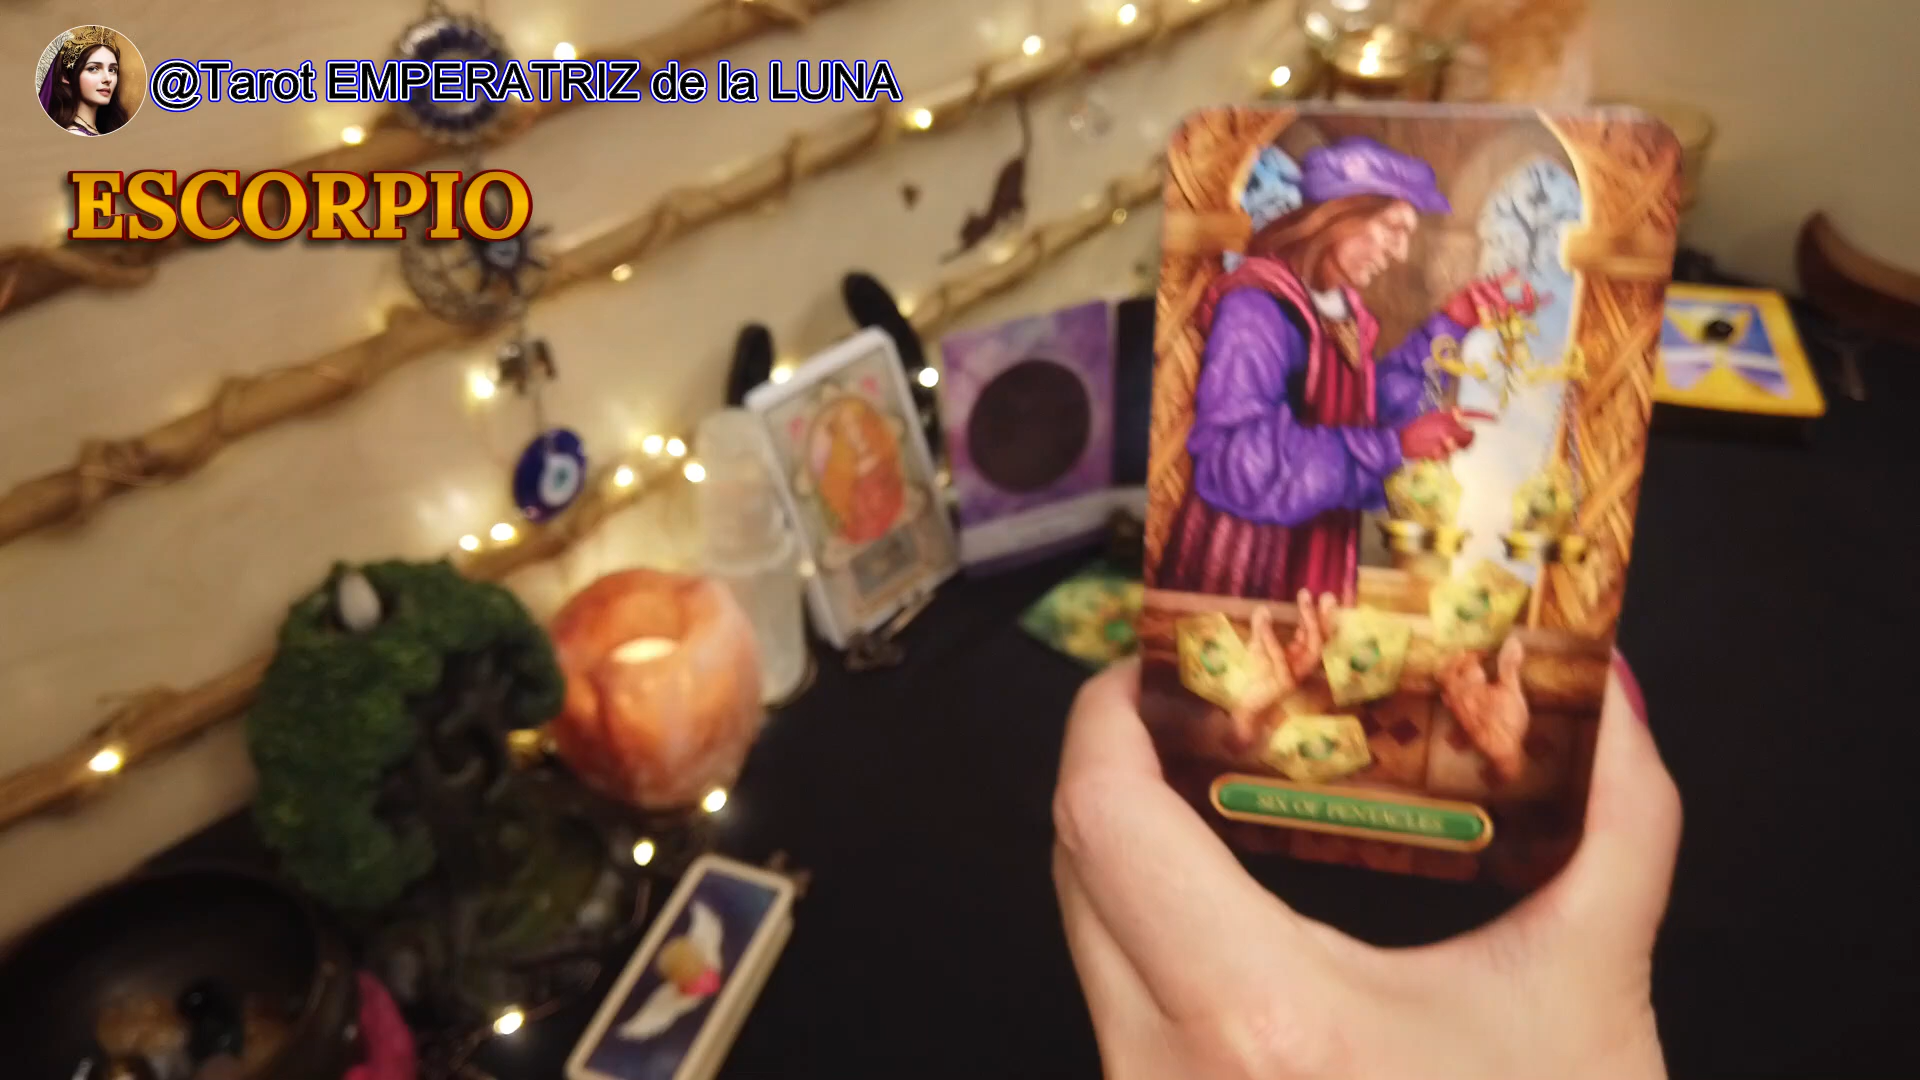 @Tarot EMPERATRIZ de la LUNA
ESCORPIO
SIX OF PENTACLES